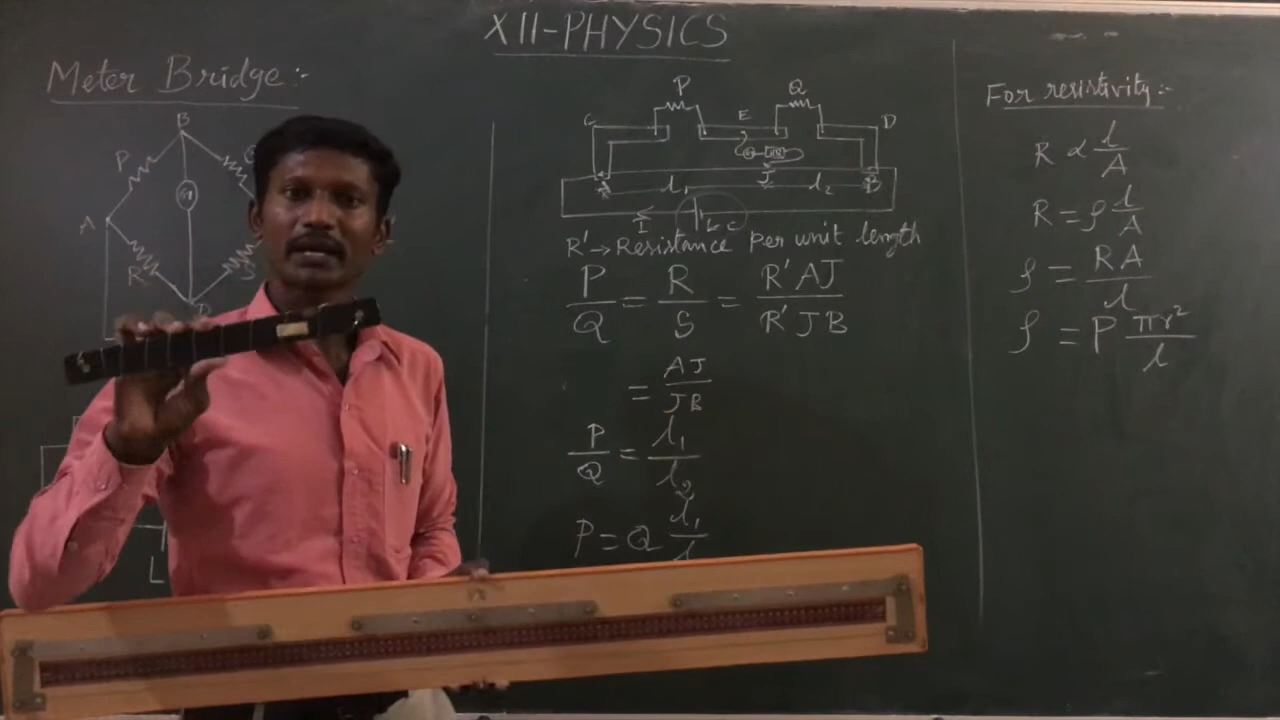 XII-PHYSICS
Meter Bridge:-
B
P
G
A
R
S
D
P Q
C E D
J
l₁ l₂ B
I
R' → Resistance per unit length
P/Q = R/S = R'AJ/R'JB
= AJ/JB
P/Q = l₁/l₂
P = Q l₁/l
For resistivity:-
R ∝ l/A
R = ρ l/A
ρ = RA/l
ρ = P πr²/l